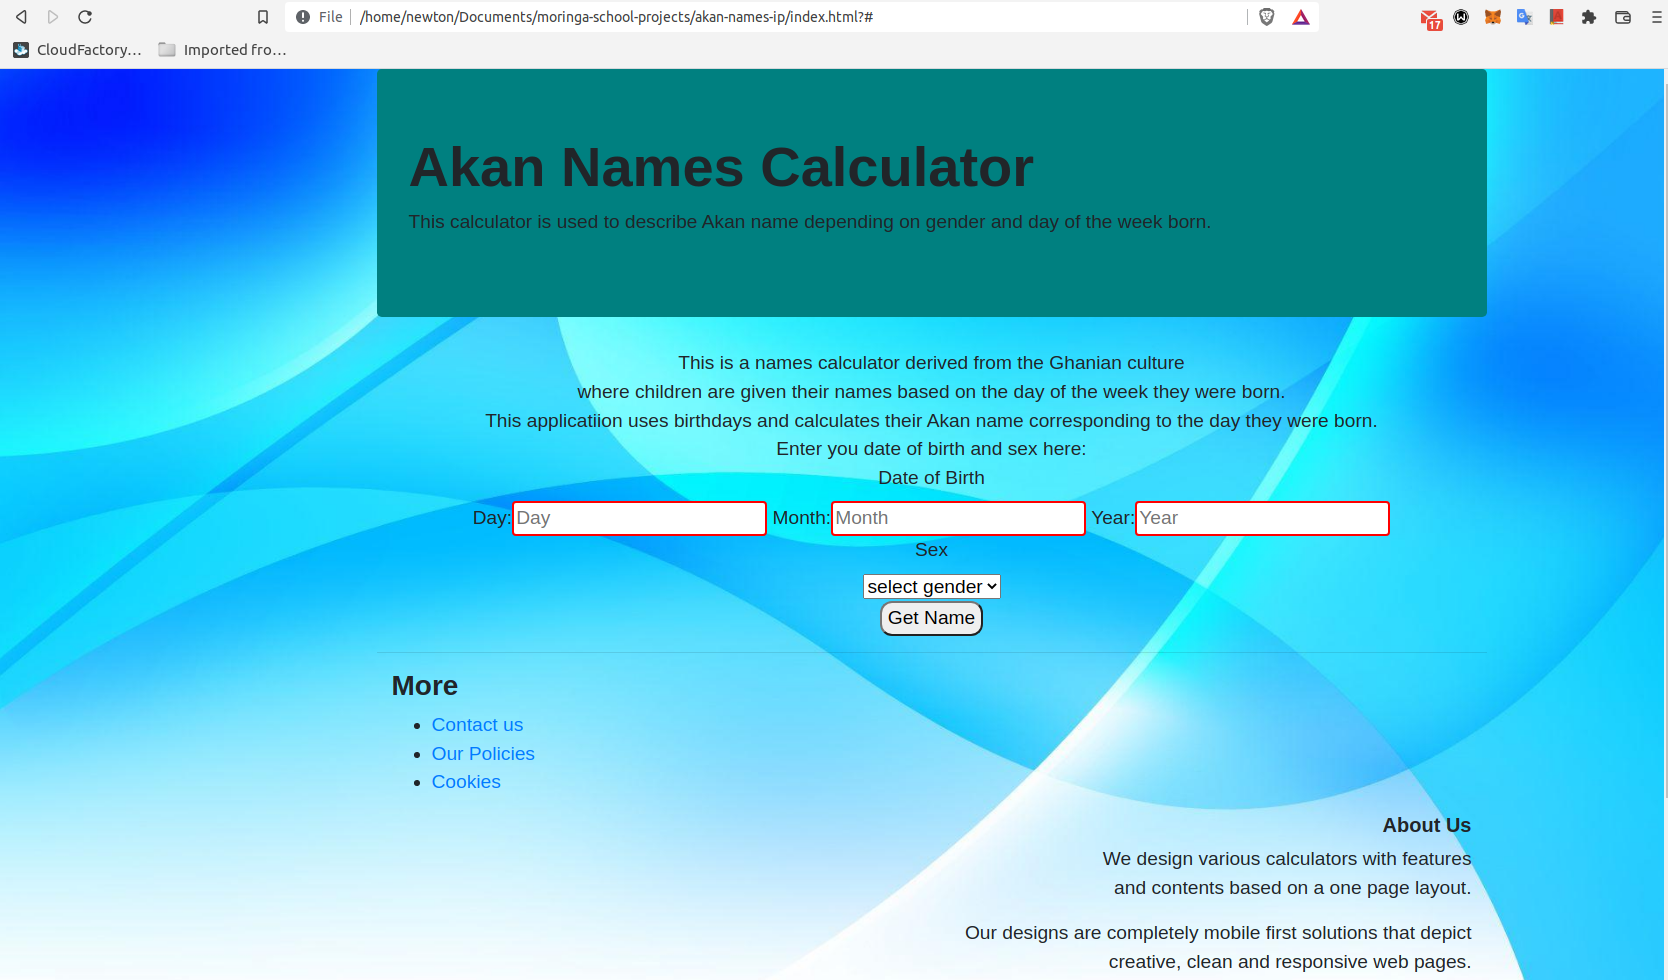 File /home/newton/Documents/moringa-school-projects/akan-names-ip/index.html?#
17
CloudFactory... Imported fro...
Akan Names Calculator
This calculator is used to describe Akan name depending on gender and day of the week born.
This is a names calculator derived from the Ghanian culture
where children are given their names based on the day of the week they were born.
This applicatiion uses birthdays and calculates their Akan name corresponding to the day they were born.
Enter you date of birth and sex here:
Date of Birth
Day: Day Month: Month Year: Year
Sex
select gender
Get Name
More
Contact us
Our Policies
Cookies
About Us
We design various calculators with features
and contents based on a one page layout.
Our designs are completely mobile first solutions that depict
creative, clean and responsive web pages.